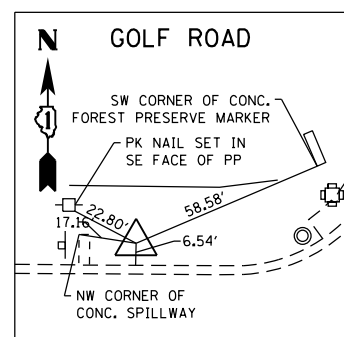 N
GOLF ROAD
1
SW CORNER OF CONC.
FOREST PRESERVE MARKER
PK NAIL SET IN
SE FACE OF PP
22.80'
58.58'
17.16
6.54'
NW CORNER OF
CONC. SPILLWAY